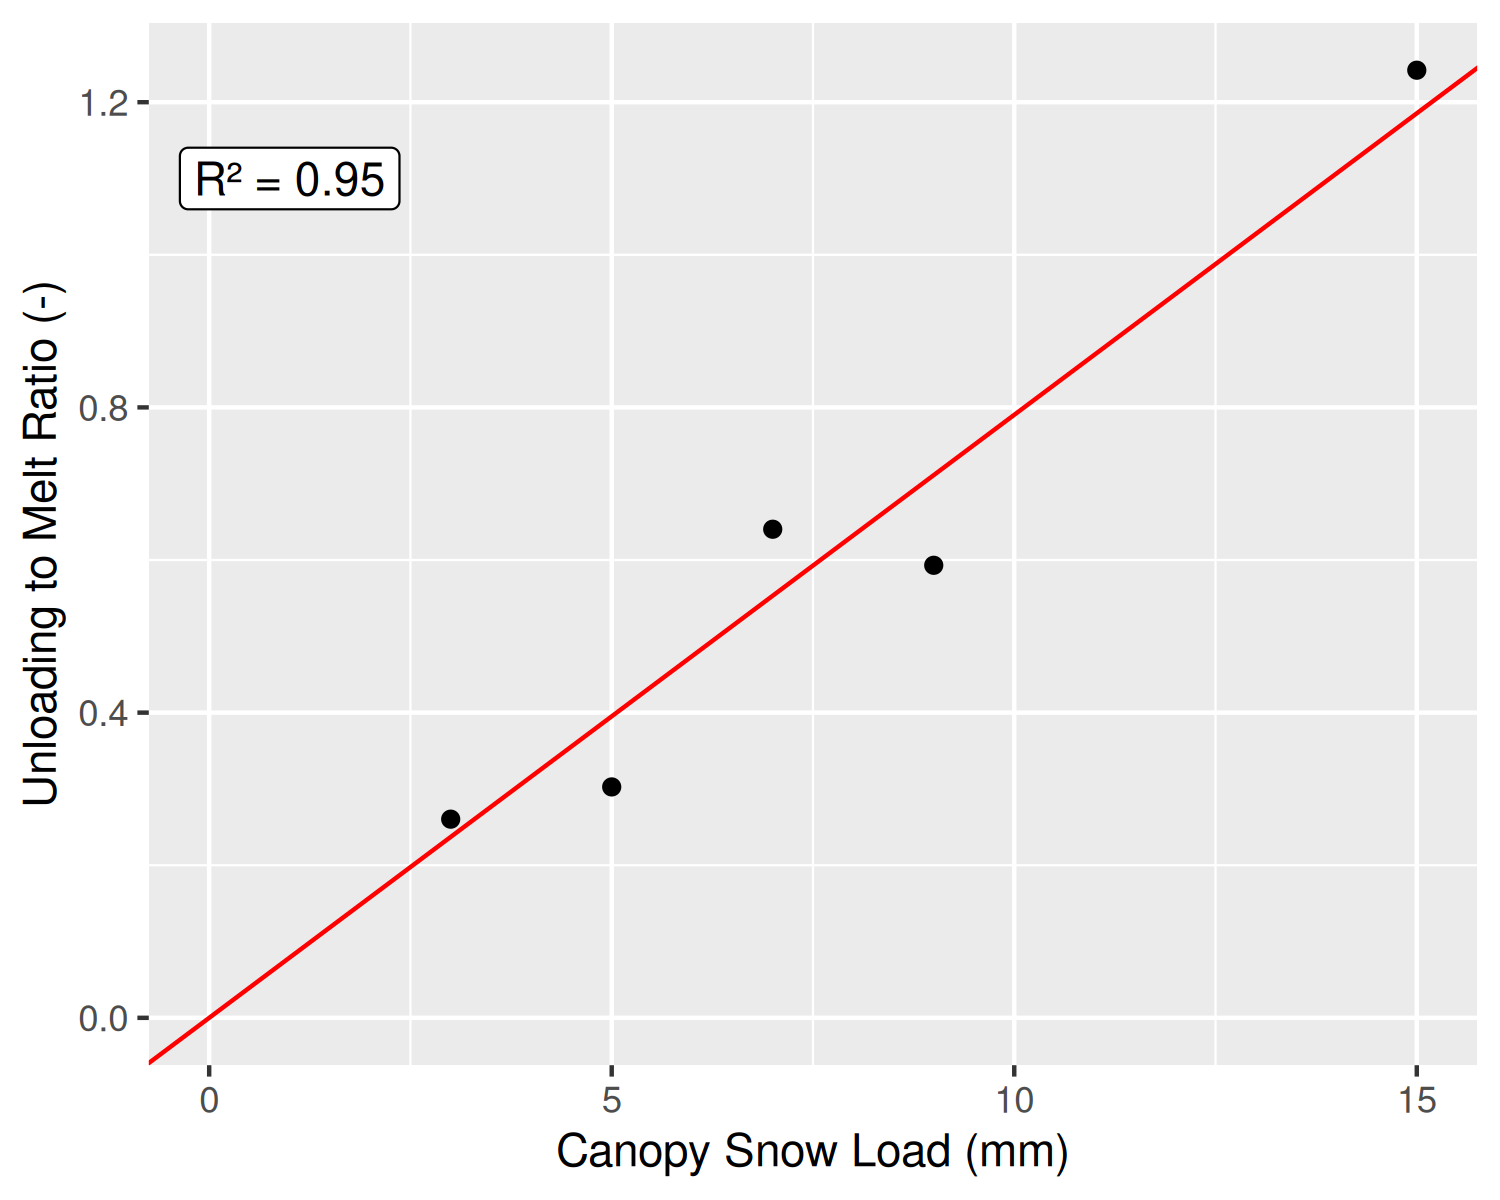 R² = 0.95
Unloading to Melt Ratio (-)
1.2
0.8
0.4
0.0
0 5 10 15
Canopy Snow Load (mm)